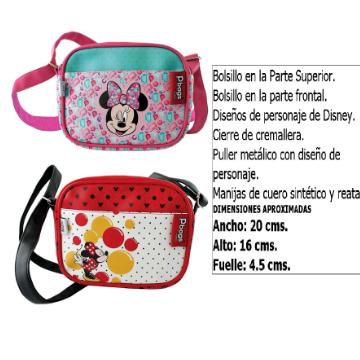 P.bags
P.bags
Bolsillo en la Parte Superior.
Bolsillo en la parte frontal.
Diseños de personaje de Disney.
Cierre de cremallera.
Puller metálico con diseño de
personaje.
Manijas de cuero sintético y reata
DIMENSIONES APROXIMADAS
Ancho: 20 cms.
Alto: 16 cms.
Fuelle: 4.5 cms.